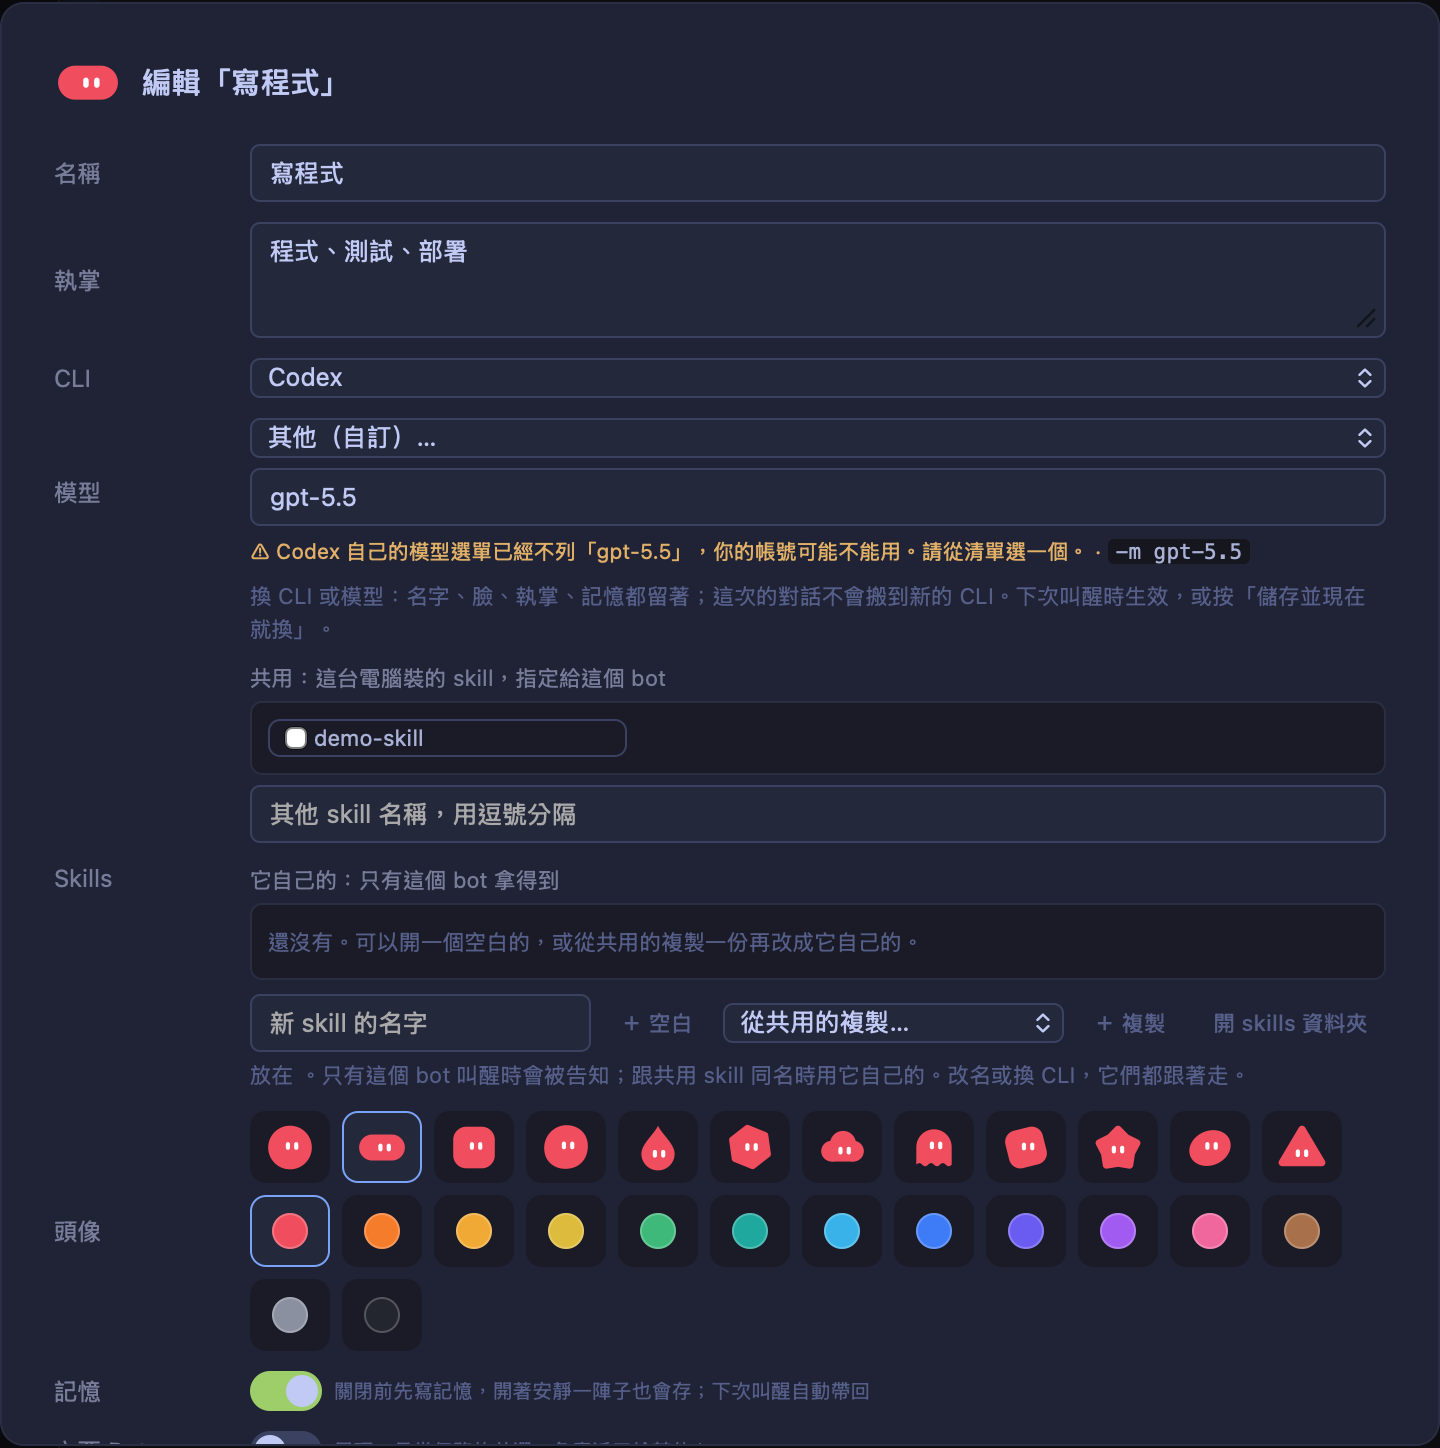 編輯「寫程式」
名稱
寫程式
執掌
程式、測試、部署
CLI
Codex
其他（自訂）...
模型
gpt-5.5
⚠ Codex 自己的模型選單已經不列「gpt-5.5」，你的帳號可能不能用。請從清單選一個。 · -m gpt-5.5
換 CLI 或模型：名字、臉、執掌、記憶都留著；這次的對話不會搬到新的 CLI。下次叫醒時生效，或按「儲存並現在
就換」。
共用：這台電腦裝的 skill，指定給這個 bot
demo-skill
其他 skill 名稱，用逗號分隔
Skills
它自己的：只有這個 bot 拿得到
還沒有。可以開一個空白的，或從共用的複製一份再改成它自己的。
新 skill 的名字
+ 空白
從共用的複製...
+ 複製
開 skills 資料夾
放在 。只有這個 bot 叫醒時會被告知；跟共用 skill 同名時用它自己的。改名或換 CLI，它們都跟著走。
頭像
記憶
關閉前先寫記憶，開著安靜一陣子也會存；下次叫醒自動帶回